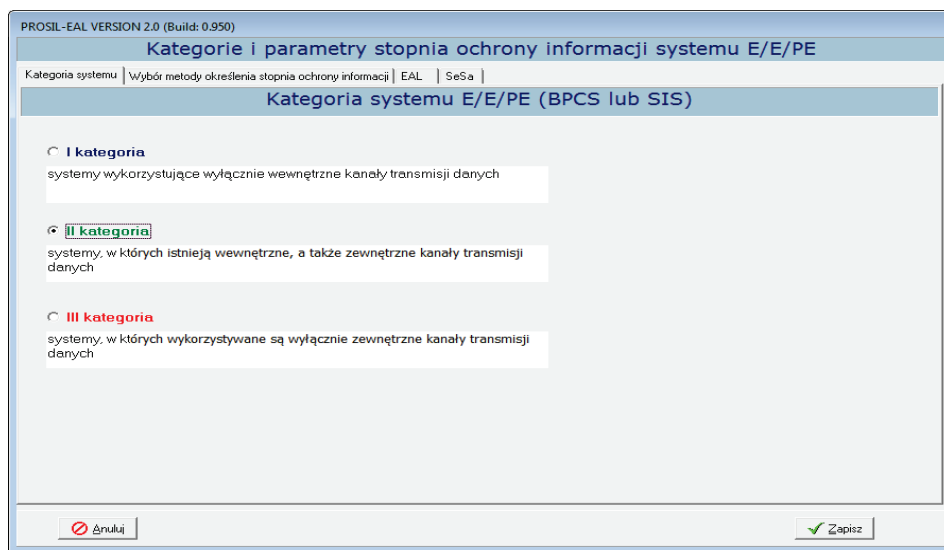 PROSIL-EAL VERSION 2.0 (Build: 0.950)
Kategorie i parametry stopnia ochrony informacji systemu E/E/PE
Kategoria systemu Wybór metody określenia stopnia ochrony informacji EAL SeSa
Kategoria systemu E/E/PE (BPCS lub SIS)
I kategoria
systemy wykorzystujące wyłącznie wewnętrzne kanały transmisji danych
II kategoria
systemy, w których istnieją wewnętrzne, a także zewnętrzne kanały transmisji
danych
III kategoria
systemy, w których wykorzystywane są wyłącznie zewnętrzne kanały transmisji
danych
Anuluj Zapisz